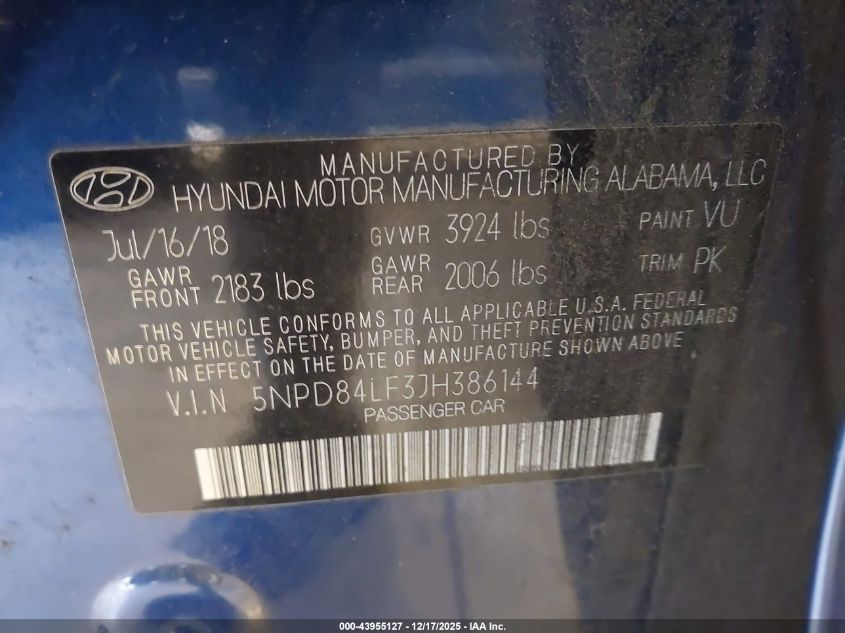 MANUFACTURED BY
HYUNDAI MOTOR MANUFACTURING ALABAMA, LLC
Jul/16/18 GVWR 3924 lbs PAINT VU
GAWR FRONT 2183 lbs GAWR REAR 2006 lbs TRIM PK
THIS VEHICLE CONFORMS TO ALL APPLICABLE U.S.A. FEDERAL
MOTOR VEHICLE SAFETY, BUMPER, AND THEFT PREVENTION STANDARDS
IN EFFECT ON THE DATE OF MANUFACTURE SHOWN ABOVE
V.I.N 5NPD84LF3JH386144
PASSENGER CAR
000-43955127 - 12/17/2025 - IAA Inc.